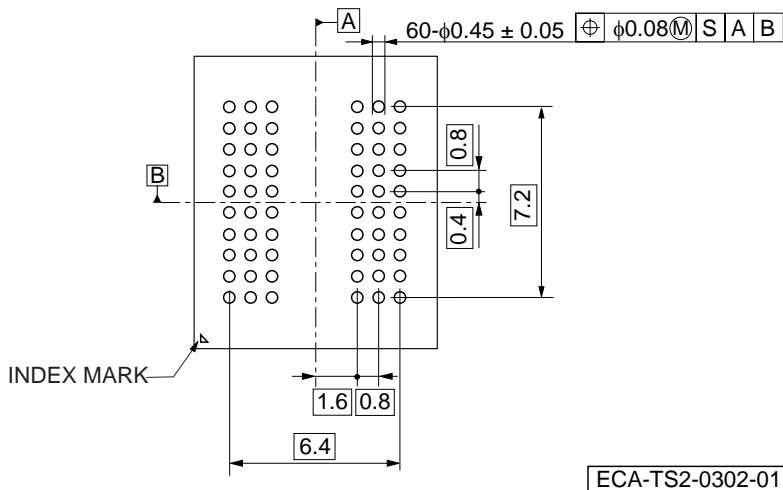 A
60-ϕ0.45 ± 0.05 ⌖ ϕ0.08Ⓜ S A B
B
0.8
0.4
7.2
INDEX MARK
1.6 0.8
6.4
ECA-TS2-0302-01